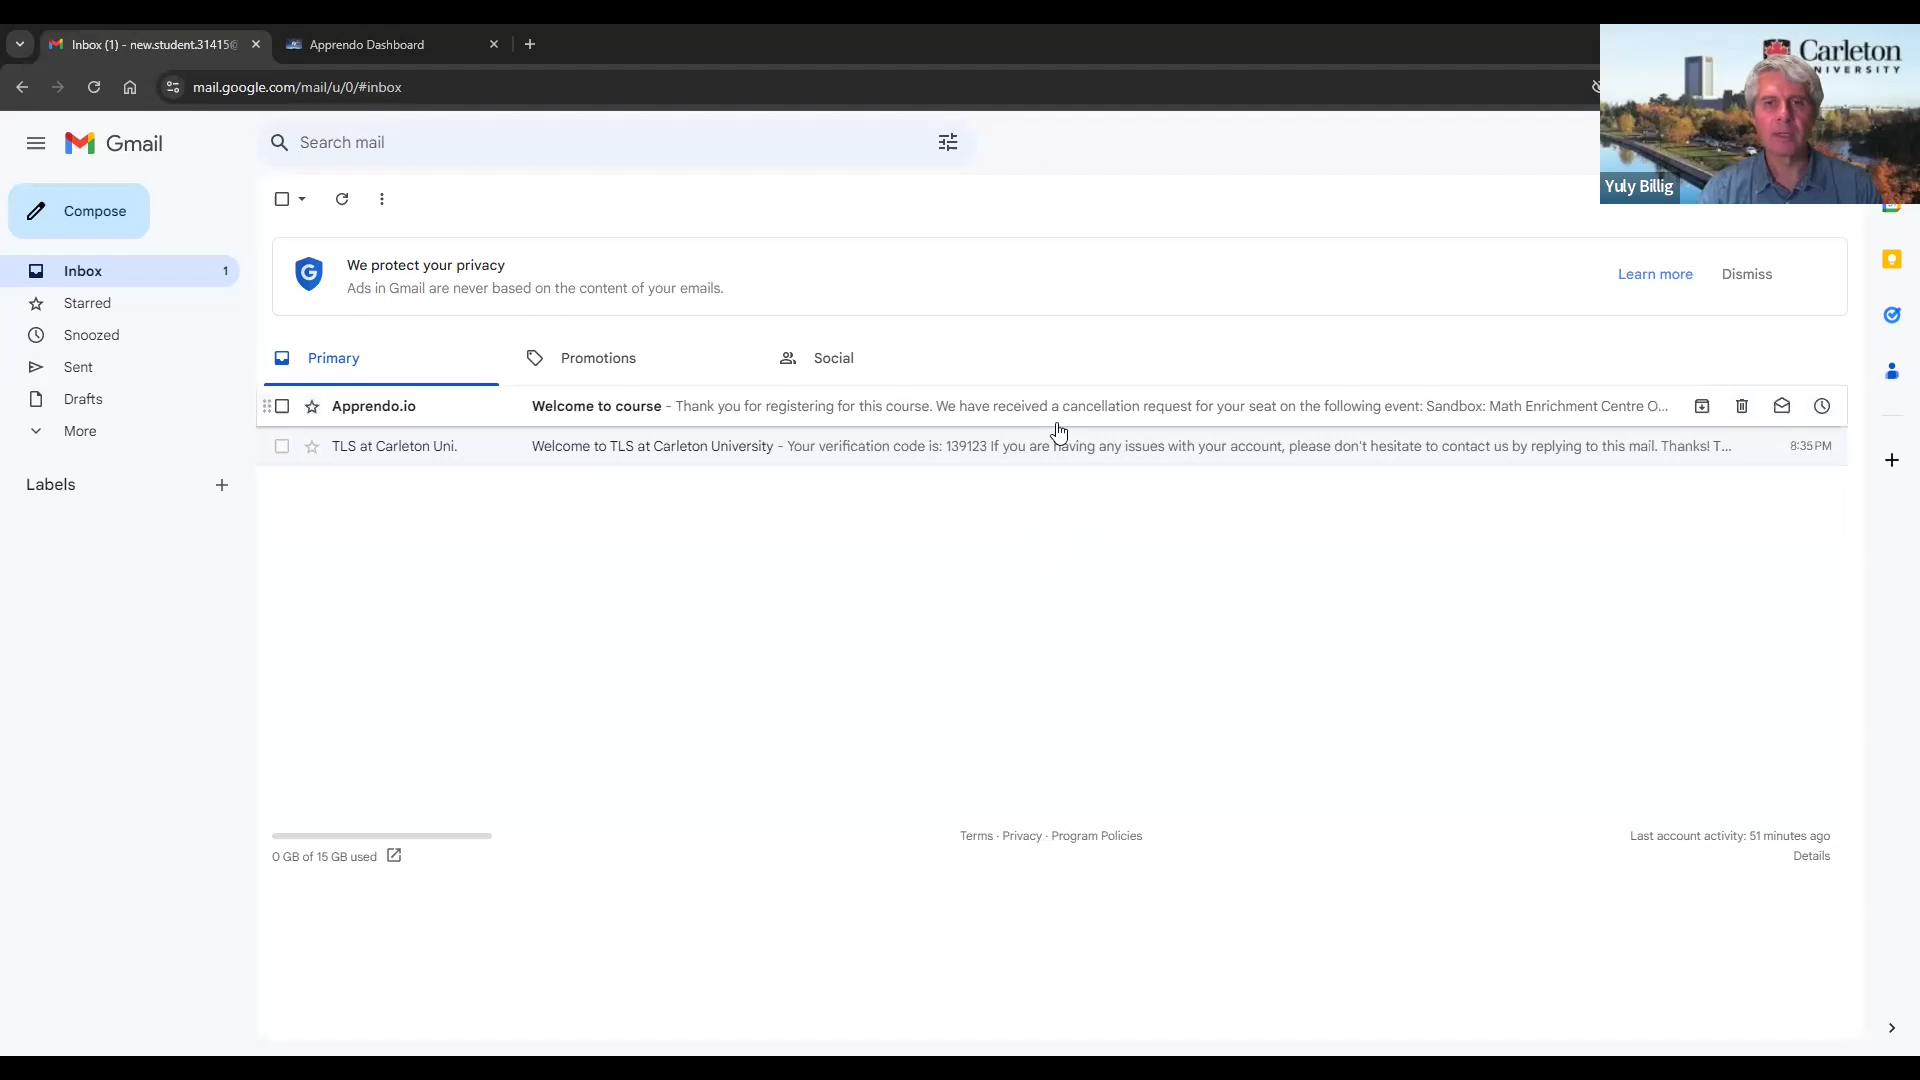 Inbox (1) - new.student.31415@
Apprendo Dashboard
mail.google.com/mail/u/0/#inbox
Carleton
UNIVERSITY
Yuly Billig
Gmail
Search mail
Compose
Inbox 1
Starred
Snoozed
Sent
Drafts
More
Labels
We protect your privacy
Ads in Gmail are never based on the content of your emails.
Learn more
Dismiss
Primary
Promotions
Social
Apprendo.io Welcome to course - Thank you for registering for this course. We have received a cancellation request for your seat on the following event: Sandbox: Math Enrichment Centre O...
TLS at Carleton Uni. Welcome to TLS at Carleton University - Your verification code is: 139123 If you are having any issues with your account, please don't hesitate to contact us by replying to this mail. Thanks! T... 8:35 PM
0 GB of 15 GB used
Terms · Privacy · Program Policies
Last account activity: 51 minutes ago
Details